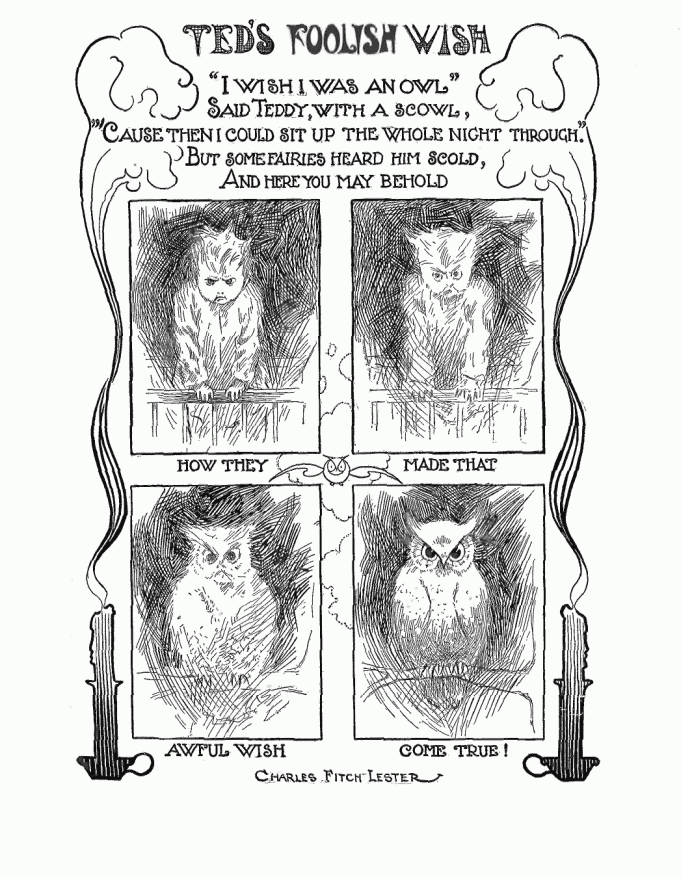 TED'S FOOLISH WISH
"I WISH I WAS AN OWL"
SAID TEDDY, WITH A SCOWL,
"'CAUSE THEN I COULD SIT UP THE WHOLE NIGHT THROUGH."
BUT SOME FAIRIES HEARD HIM SCOLD,
AND HERE YOU MAY BEHOLD
HOW THEY
MADE THAT
AWFUL WISH
COME TRUE!
CHARLES FITCH LESTER